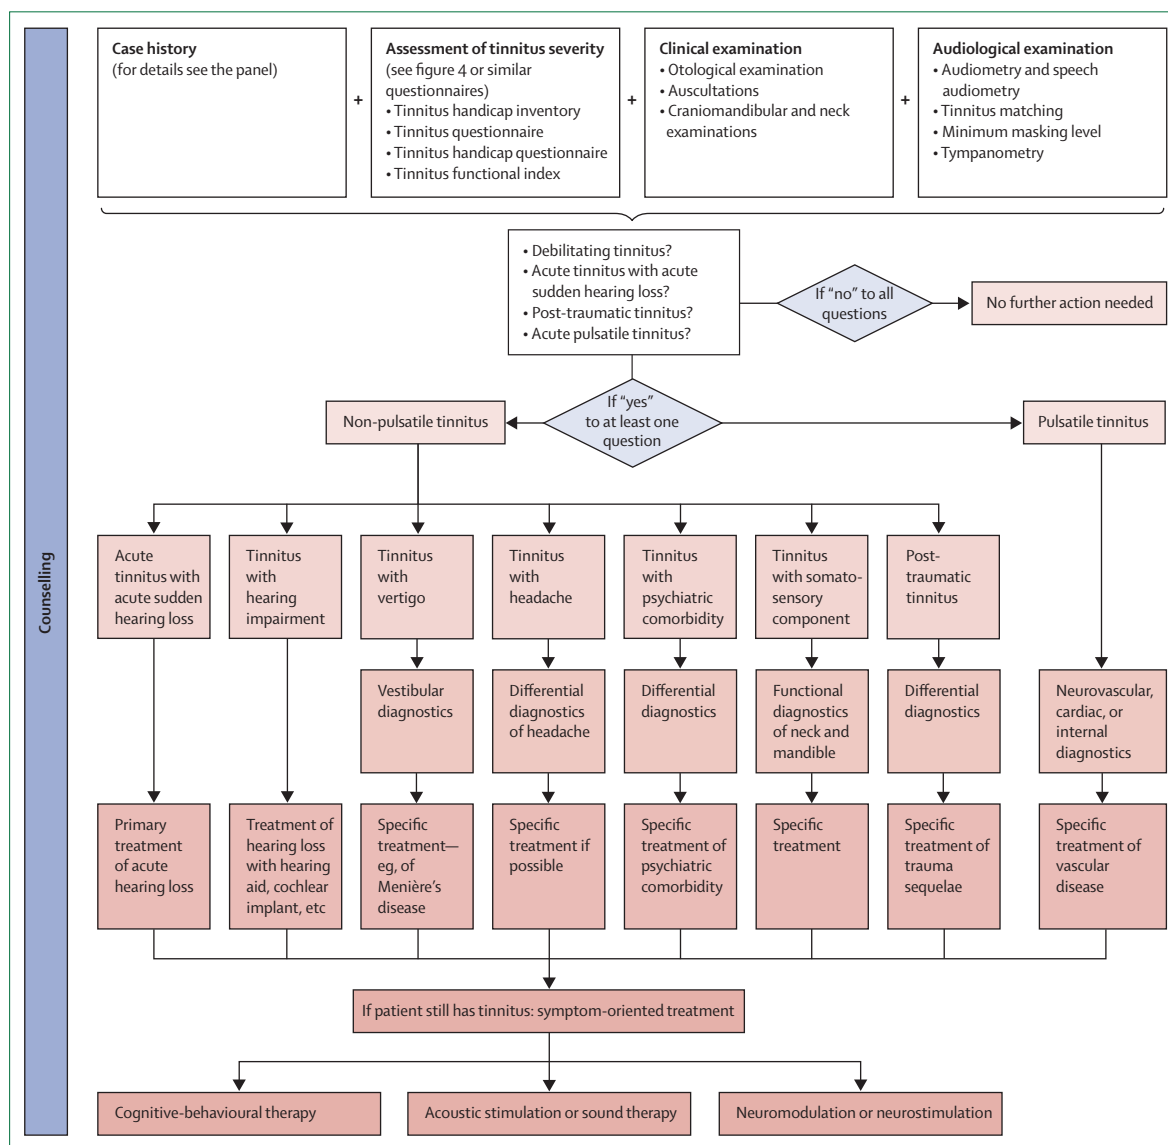 Counselling
Case history
(for details see the panel)
+
Assessment of tinnitus severity
(see figure 4 or similar
questionnaires)
• Tinnitus handicap inventory
• Tinnitus questionnaire
• Tinnitus handicap questionnaire
• Tinnitus functional index
+
Clinical examination
• Otological examination
• Auscultations
• Craniomandibular and neck
examinations
+
Audiological examination
• Audiometry and speech
audiometry
• Tinnitus matching
• Minimum masking level
• Tympanometry
• Debilitating tinnitus?
• Acute tinnitus with acute
sudden hearing loss?
• Post-traumatic tinnitus?
• Acute pulsatile tinnitus?
If “no” to all
questions
No further action needed
If “yes”
to at least one
question
Non-pulsatile tinnitus
Pulsatile tinnitus
Acute
tinnitus with
acute sudden
hearing loss
Tinnitus
with
hearing
impairment
Tinnitus
with
vertigo
Tinnitus
with
headache
Tinnitus
with
psychiatric
comorbidity
Tinnitus
with somato-
sensory
component
Post-
traumatic
tinnitus
Vestibular
diagnostics
Differential
diagnostics
of headache
Differential
diagnostics
Functional
diagnostics
of neck and
mandible
Differential
diagnostics
Neurovascular,
cardiac, or
internal
diagnostics
Primary
treatment
of acute
hearing loss
Treatment of
hearing loss
with hearing
aid, cochlear
implant, etc
Specific
treatment—
eg, of
Menière’s
disease
Specific
treatment if
possible
Specific
treatment of
psychiatric
comorbidity
Specific
treatment
Specific
treatment of
trauma
sequelae
Specific
treatment of
vascular
disease
If patient still has tinnitus: symptom-oriented treatment
Cognitive-behavioural therapy
Acoustic stimulation or sound therapy
Neuromodulation or neurostimulation